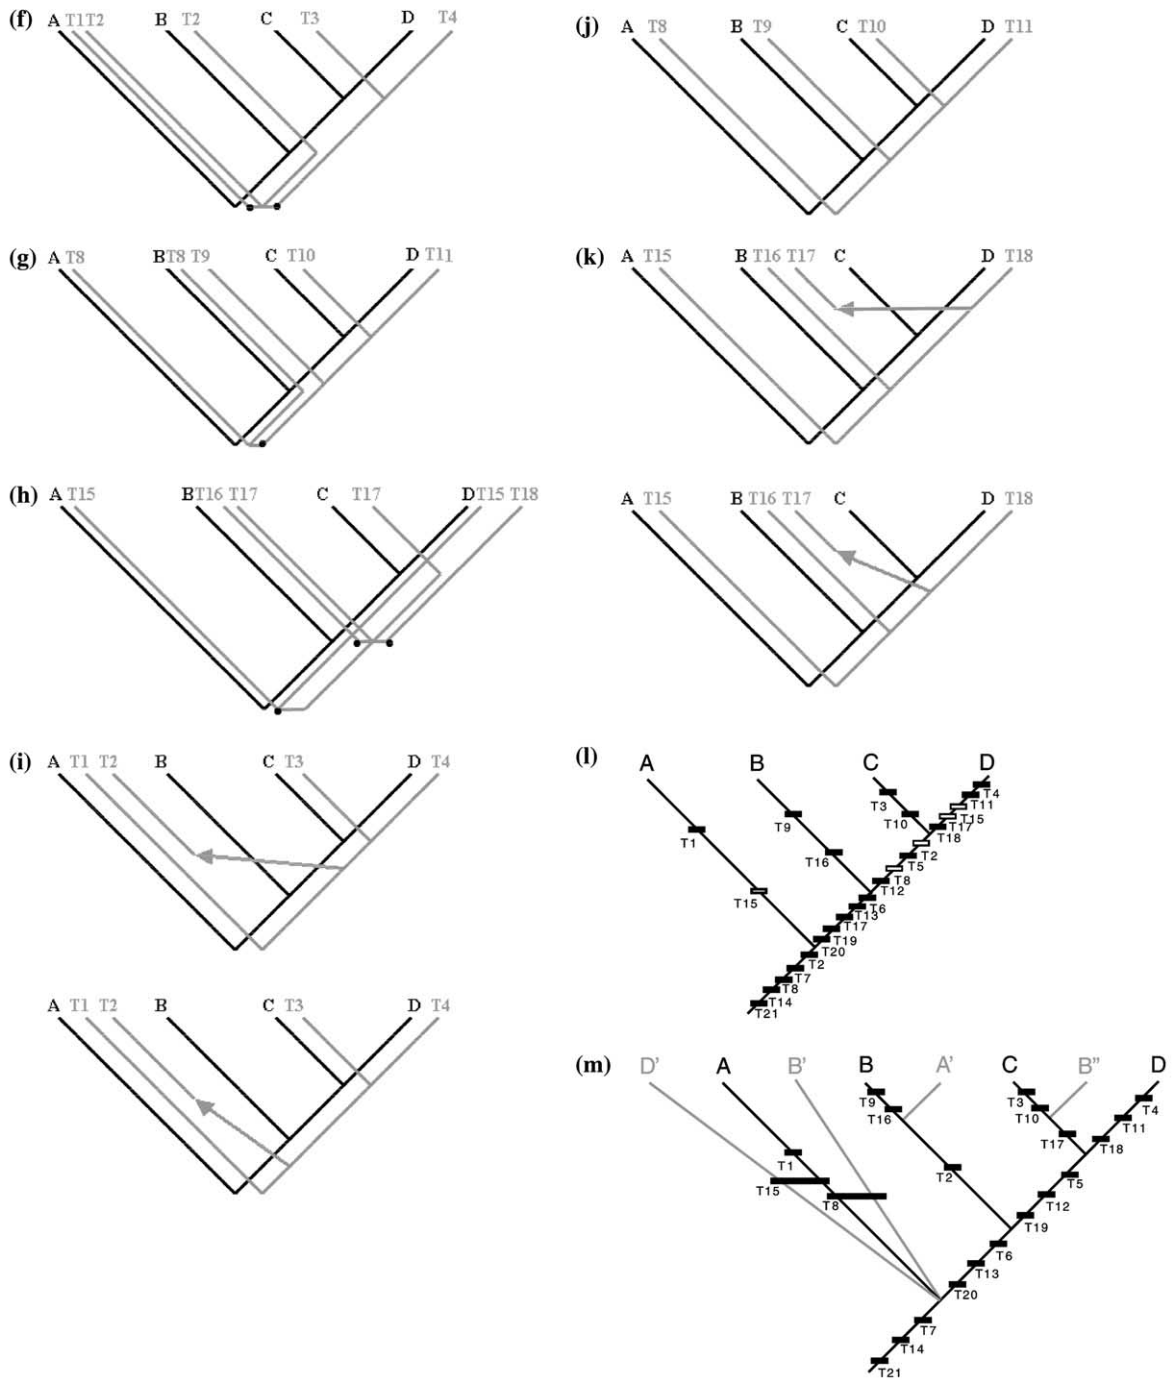 (f) A T1 T2 B T2 C T3 D T4
(g) A T8 B T8 T9 C T10 D T11
(h) A T15 B T16 T17 C T17 D T15 T18
(i) A T1 T2 B C T3 D T4
A T1 T2 B C T3 D T4
(j) A T8 B T9 C T10 D T11
(k) A T15 B T16 T17 C D T18
A T15 B T16 T17 C D T18
(l)
A B C D
T4
T3
T11
T15
T10
T17
T9
T18
T1
T2
T16
T5
T8
T12
T15
T6
T13
T17
T19
T20
T2
T7
T8
T14
T21
(m)
D' A B' B A' C B" D
T9
T3
T4
T16
T10
T11
T17
T18
T1
T2
T5
T15
T8
T12
T19
T6
T13
T20
T7
T14
T21